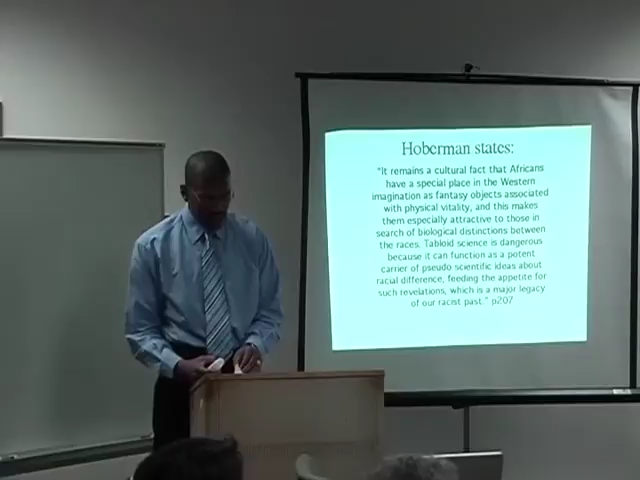 Hoberman states:
"It remains a cultural fact that Africans
have a special place in the Western
imagination as fantasy objects associated
with physical vitality, and this makes
them especially attractive to those in
search of biological distinctions between
the races. Tabloid science is dangerous
because it can function as a potent
carrier of pseudo scientific ideas about
racial difference, feeding the appetite for
such revelations, which is a major legacy
of our racist past." p207